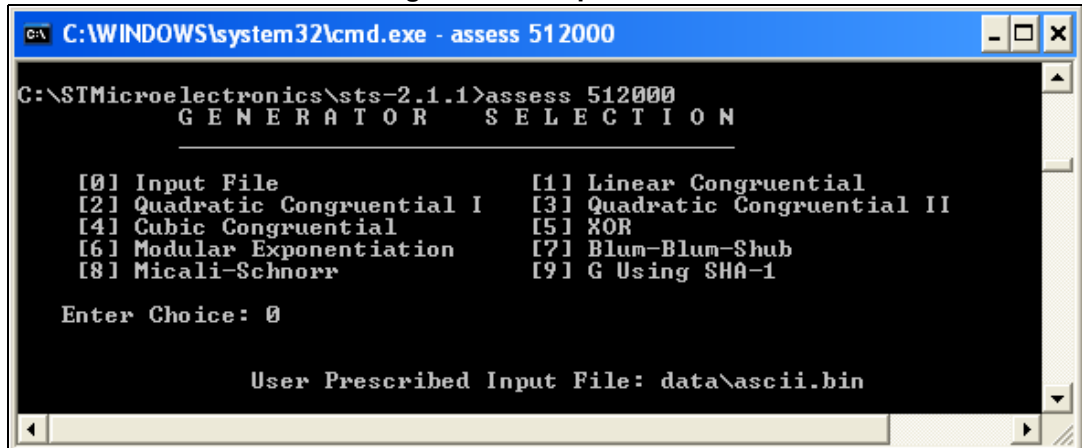 C:\WINDOWS\system32\cmd.exe - assess 512000
C:\STMicroelectronics\sts-2.1.1>assess 512000
G E N E R A T O R S E L E C T I O N
[0] Input File [1] Linear Congruential
[2] Quadratic Congruential I [3] Quadratic Congruential II
[4] Cubic Congruential [5] XOR
[6] Modular Exponentiation [7] Blum-Blum-Shub
[8] Micali-Schnorr [9] G Using SHA-1
Enter Choice: 0
User Prescribed Input File: data\ascii.bin